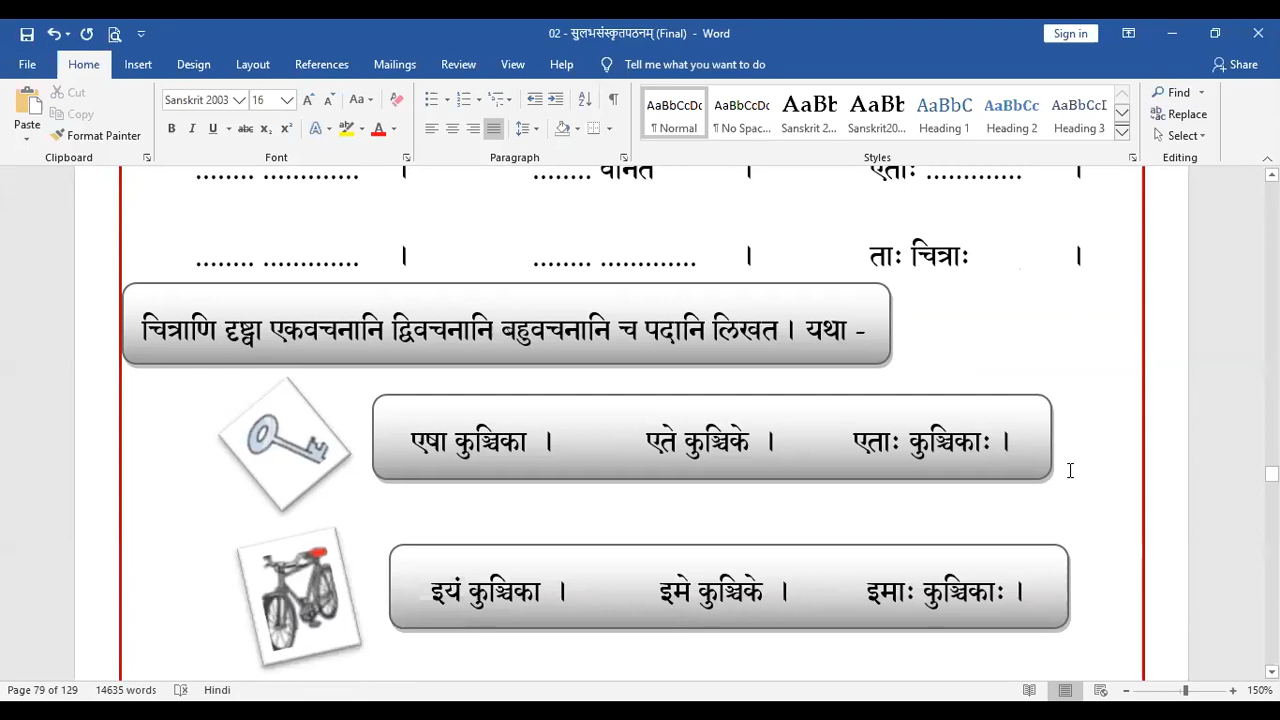 02 - सुलभसंस्कृतपठनम् (Final) - Word
Sign in
File Home Insert Design Layout References Mailings Review View Help Tell me what you want to do Share
Paste Cut Copy Format Painter
Sanskrit 2003 16
AaBbCcDc AaBbCcDc AaBb AaBb AaBbC AaBbCc AaBbCcD
¶ Normal ¶ No Spac... Sanskrit 2... Sanskrit20... Heading 1 Heading 2 Heading 3
Find Replace Select
Clipboard Font Paragraph Styles Editing
........ ............. । ........ । एताः ............. ।
........ ............. । ........ ............. । ताः चित्राः ।
चित्राणि दृष्ट्वा एकवचनानि द्विवचनानि बहुवचनानि च पदानि लिखत । यथा -
एषा कुञ्चिका । एते कुञ्चिके । एताः कुञ्चिकाः ।
इयं कुञ्चिका । इमे कुञ्चिके । इमाः कुञ्चिकाः ।
Page 79 of 129 14635 words Hindi 150%